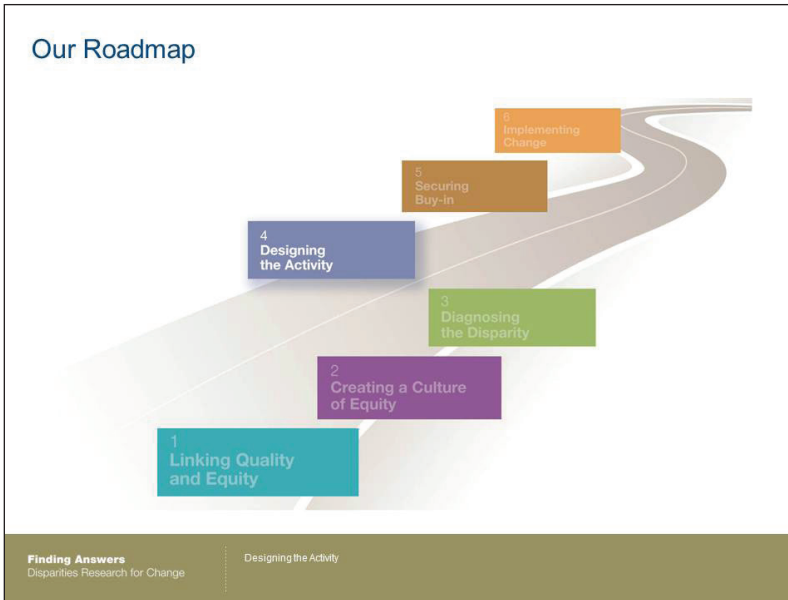 Our Roadmap
6
Implementing
Change
5
Securing
Buy-in
4
Designing
the Activity
3
Diagnosing
the Disparity
2
Creating a Culture
of Equity
1
Linking Quality
and Equity
Finding Answers
Disparities Research for Change
Designing the Activity